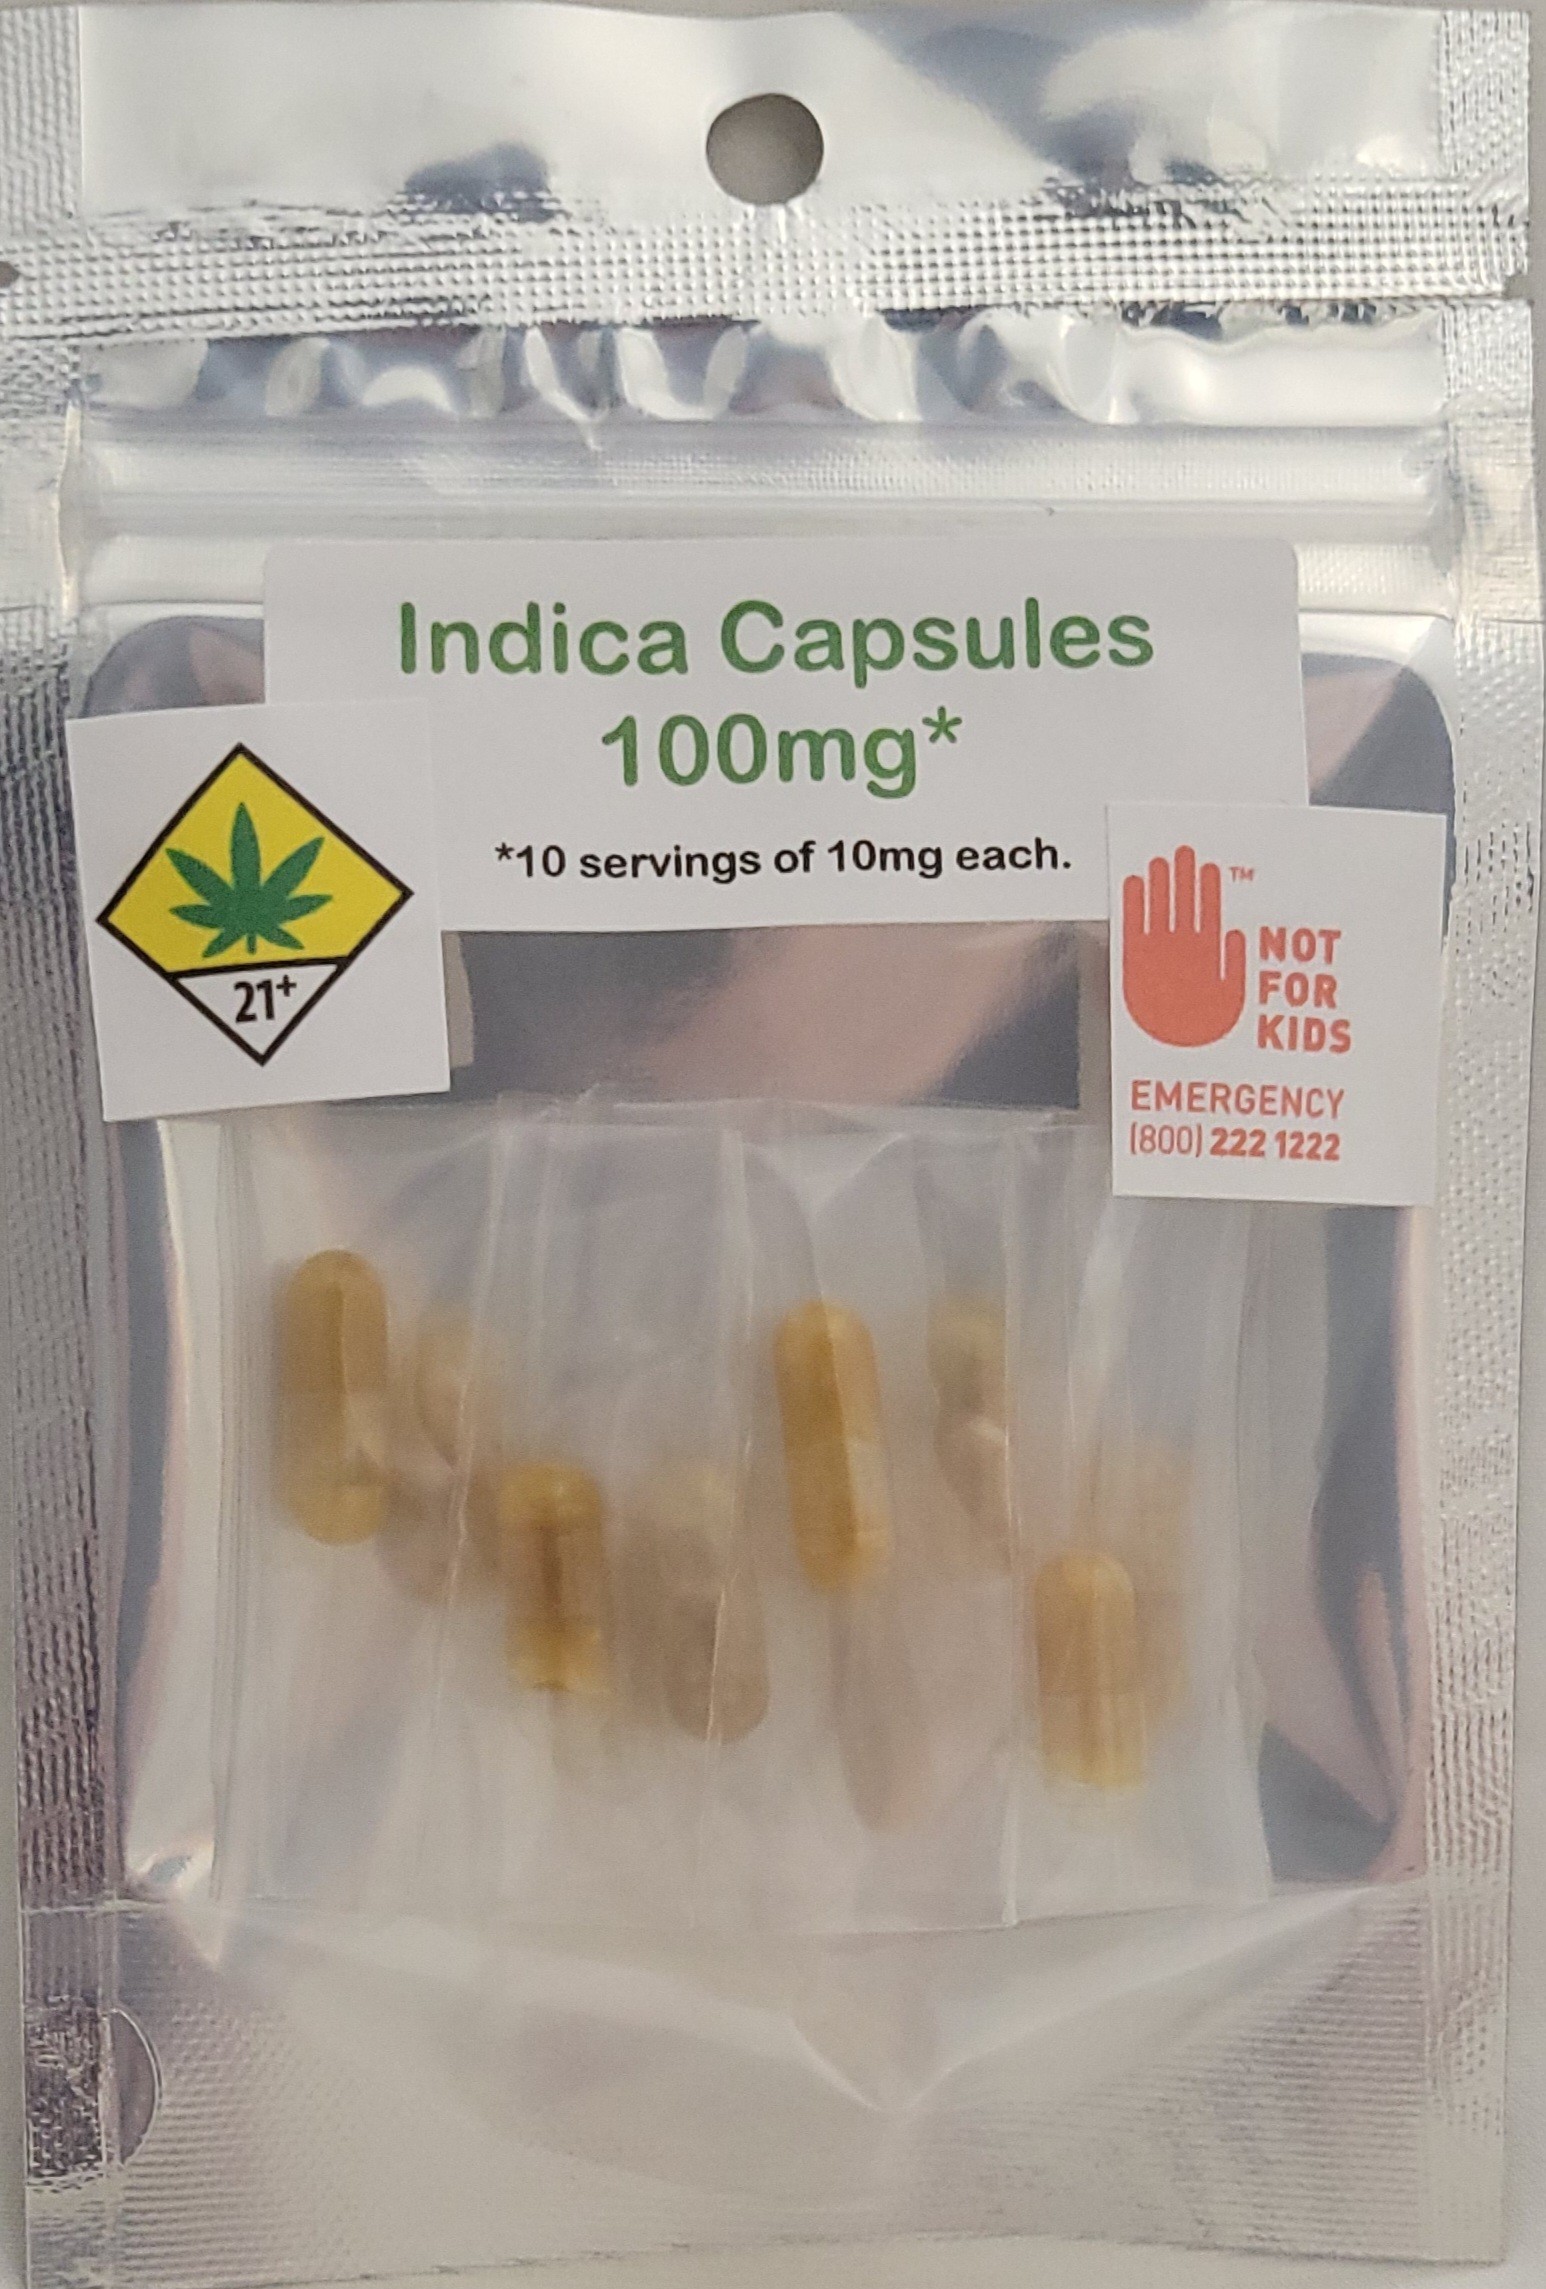 Indica Capsules
100mg*
*10 servings of 10mg each.
21+
™
NOT
FOR
KIDS
EMERGENCY
(800) 222 1222